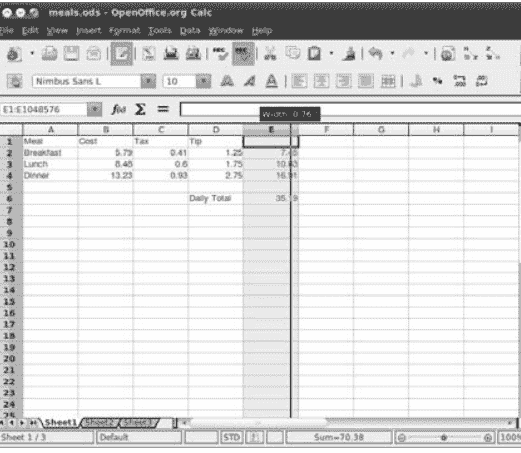 meals.ods - OpenOffice.org Calc
File Edit View Insert Format Tools Data Window Help
Nimbus Sans L 10
E1:E1048576 f(x) Σ =
Width: 0.76
A B C D E F G H I
1 Meal Cost Tax Tip
2 Breakfast 5.79 0.41 1.25
3 Lunch 8.48 0.6 1.75
4 Dinner 13.23 0.93 2.75
5
6 Daily Total
7
8
9
10
11
12
13
14
15
16
17
18
19
20
21
22
23
24
25
Sheet1 Sheet2 Sheet3
Sheet 1 / 3 Default STD Sum=70.38 100%